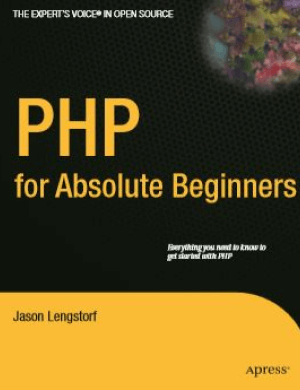 THE EXPERT'S VOICE® IN OPEN SOURCE
PHP
for Absolute Beginners
Everything you need to know to
get started with PHP
Jason Lengstorf
Apress®